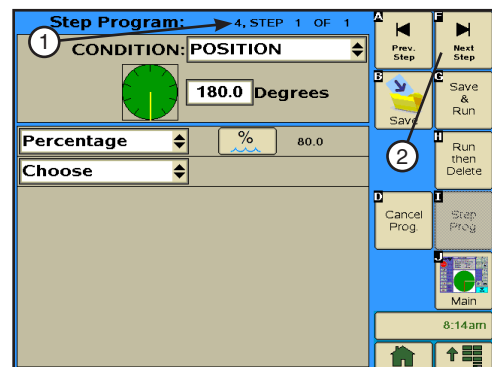 Step Program: 4, STEP 1 OF 1
1
CONDITION: POSITION
180.0 Degrees
Percentage % 80.0
Choose
A
Prev.
Step
F
Next
Step
B
Save
G
Save
&
Run
2
H
Run
then
Delete
D
Cancel
Prog.
I
Step
Prog
J
Main
8:14am